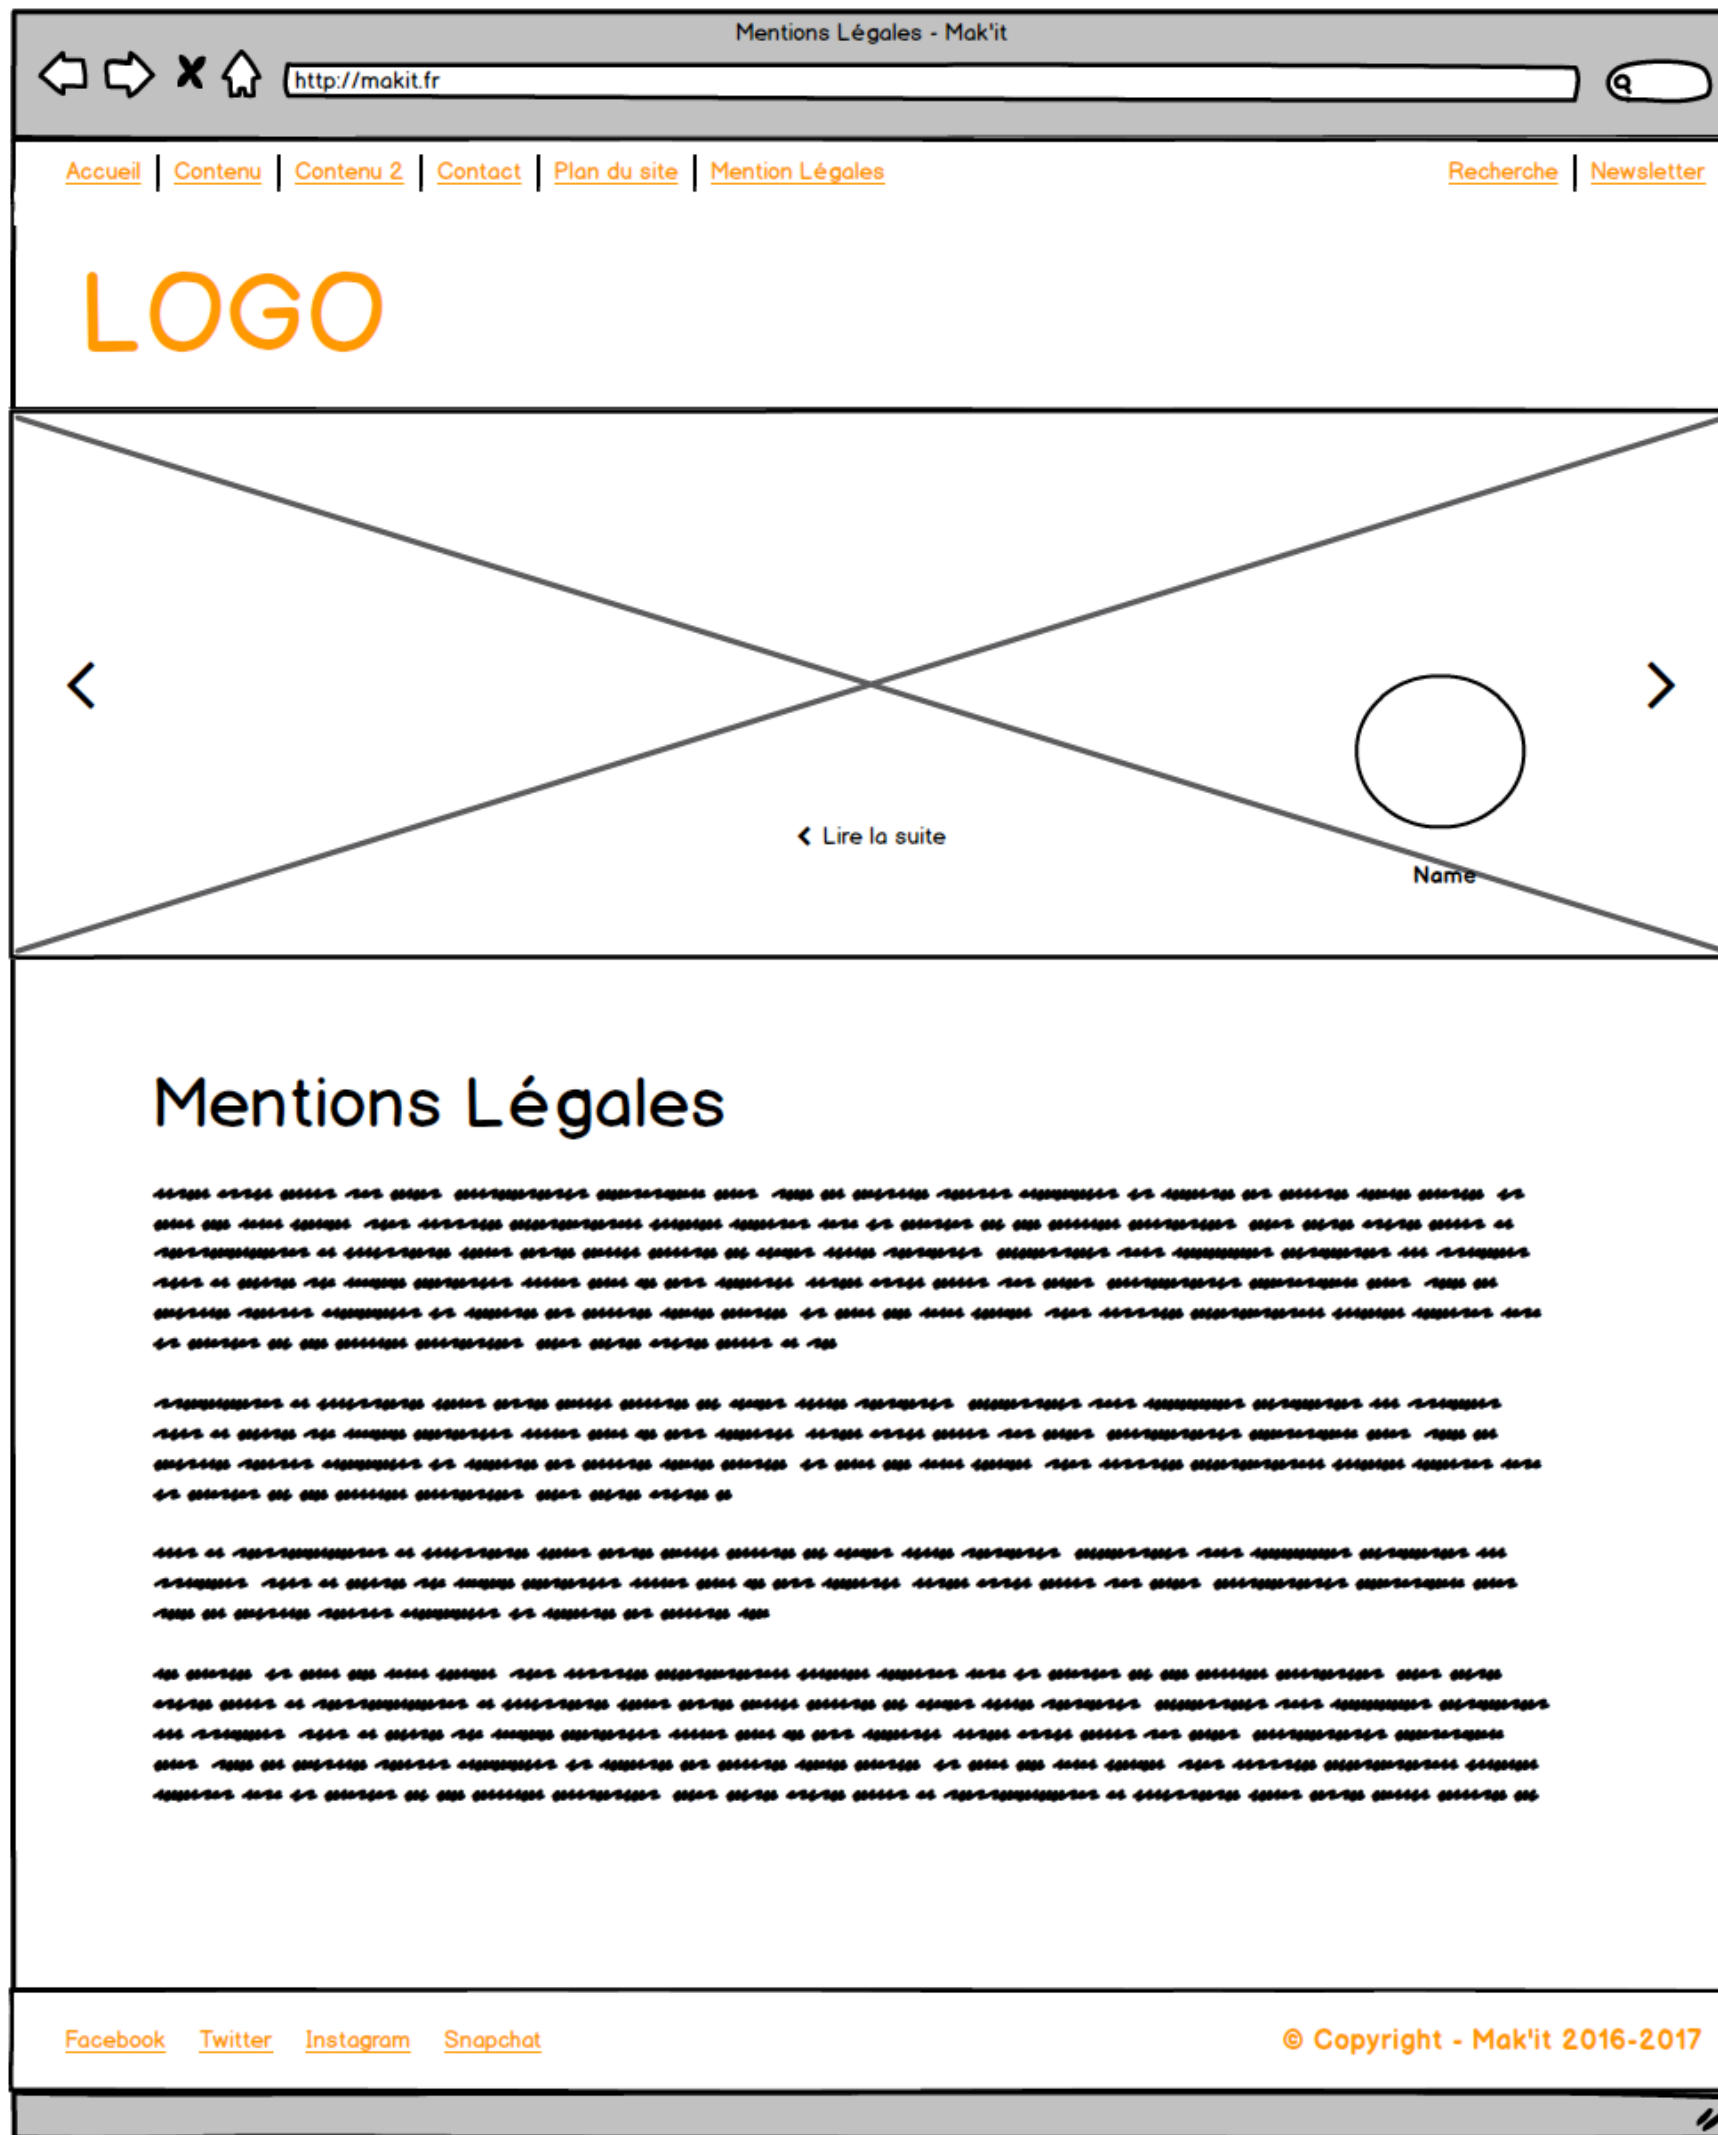 Mentions Légales - Mak'it
http://makit.fr
Accueil | Contenu | Contenu 2 | Contact | Plan du site | Mention Légales Recherche | Newsletter
LOGO
Lire la suite
Name
Mentions Légales
Facebook Twitter Instagram Snapchat © Copyright - Mak'it 2016-2017